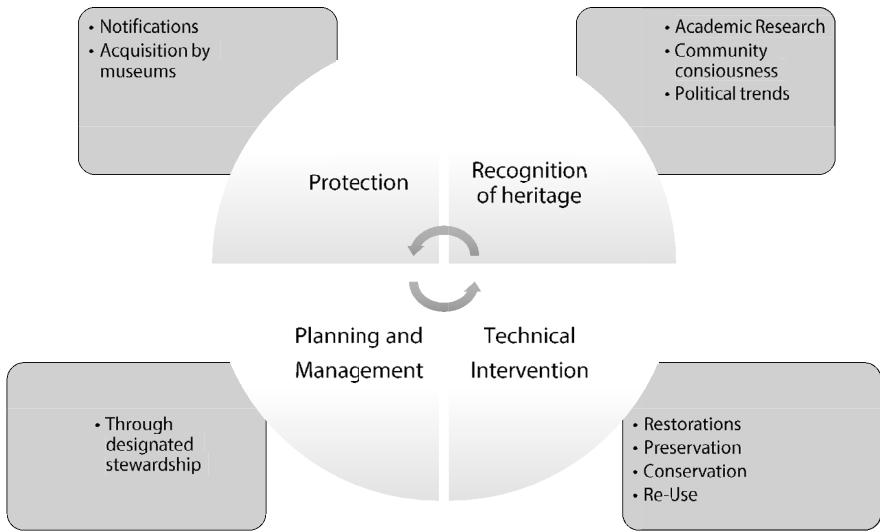 • Notifications
• Acquisition by
museums
• Academic Research
• Community
consiousness
• Political trends
Protection
Recognition
of heritage
Planning and
Management
Technical
Intervention
• Through
designated
stewardship
• Restorations
• Preservation
• Conservation
• Re-Use